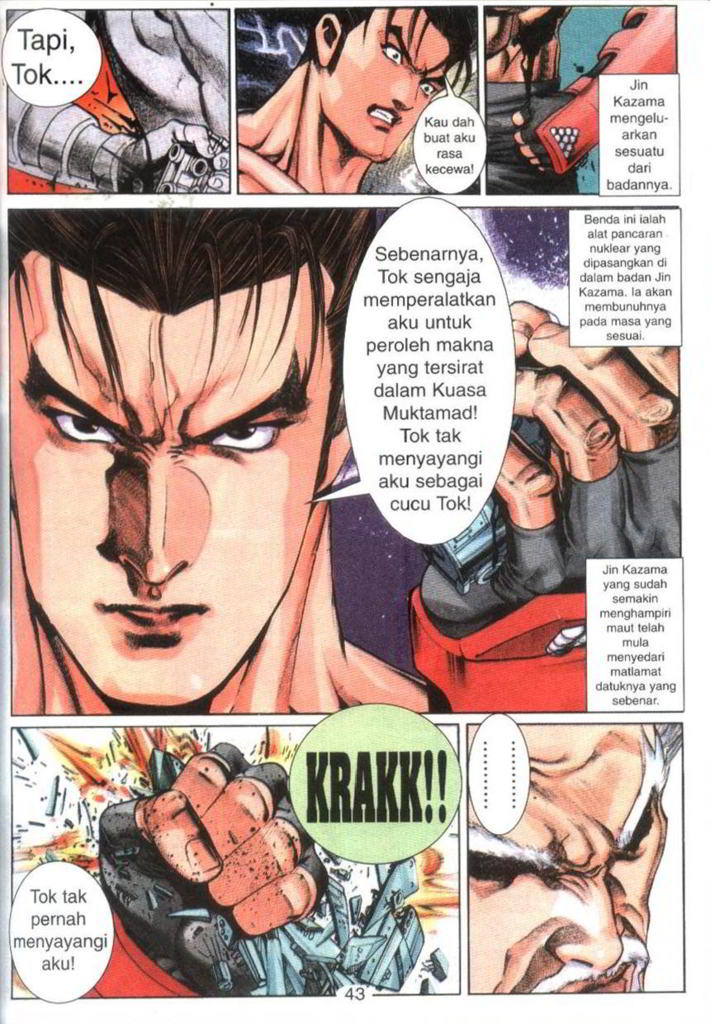 Tapi,
Tok....
Kau dah
buat aku
rasa
kecewa!
Jin
Kazama
mengelu-
arkan
sesuatu
dari
badannya.
Sebenarnya,
Tok sengaja
memperalatkan
aku untuk
peroleh makna
yang tersirat
dalam Kuasa
Muktamad!
Tok tak
menyayangi
aku sebagai
cucu Tok!
Benda ini ialah
alat pancaran
nuklear yang
dipasangkan di
dalam badan Jin
Kazama. Ia akan
membunuhnya
pada masa yang
sesuai.
Jin Kazama
yang sudah
semakin
menghampiri
maut telah
mula
menyedari
matlamat
datuknya yang
sebenar.
KRAKK!!
Tok tak
pernah
menyayangi
aku!
..........
43